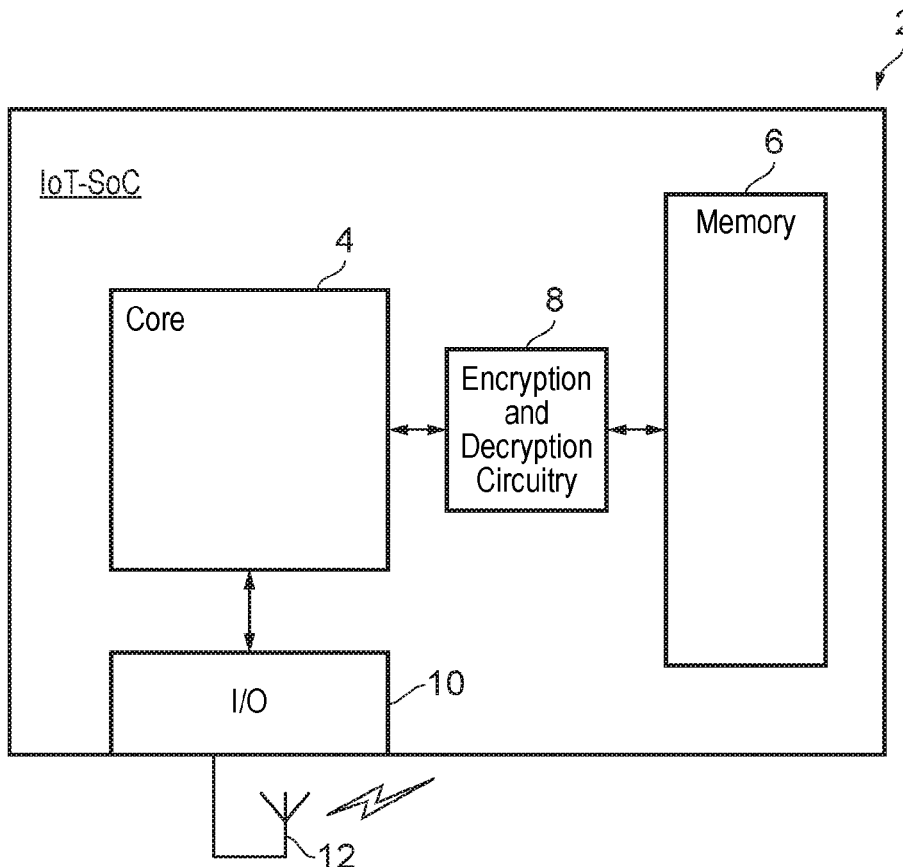 2
IoT-SoC
6
Memory
4
Core
8
Encryption
and
Decryption
Circuitry
I/O
10
12